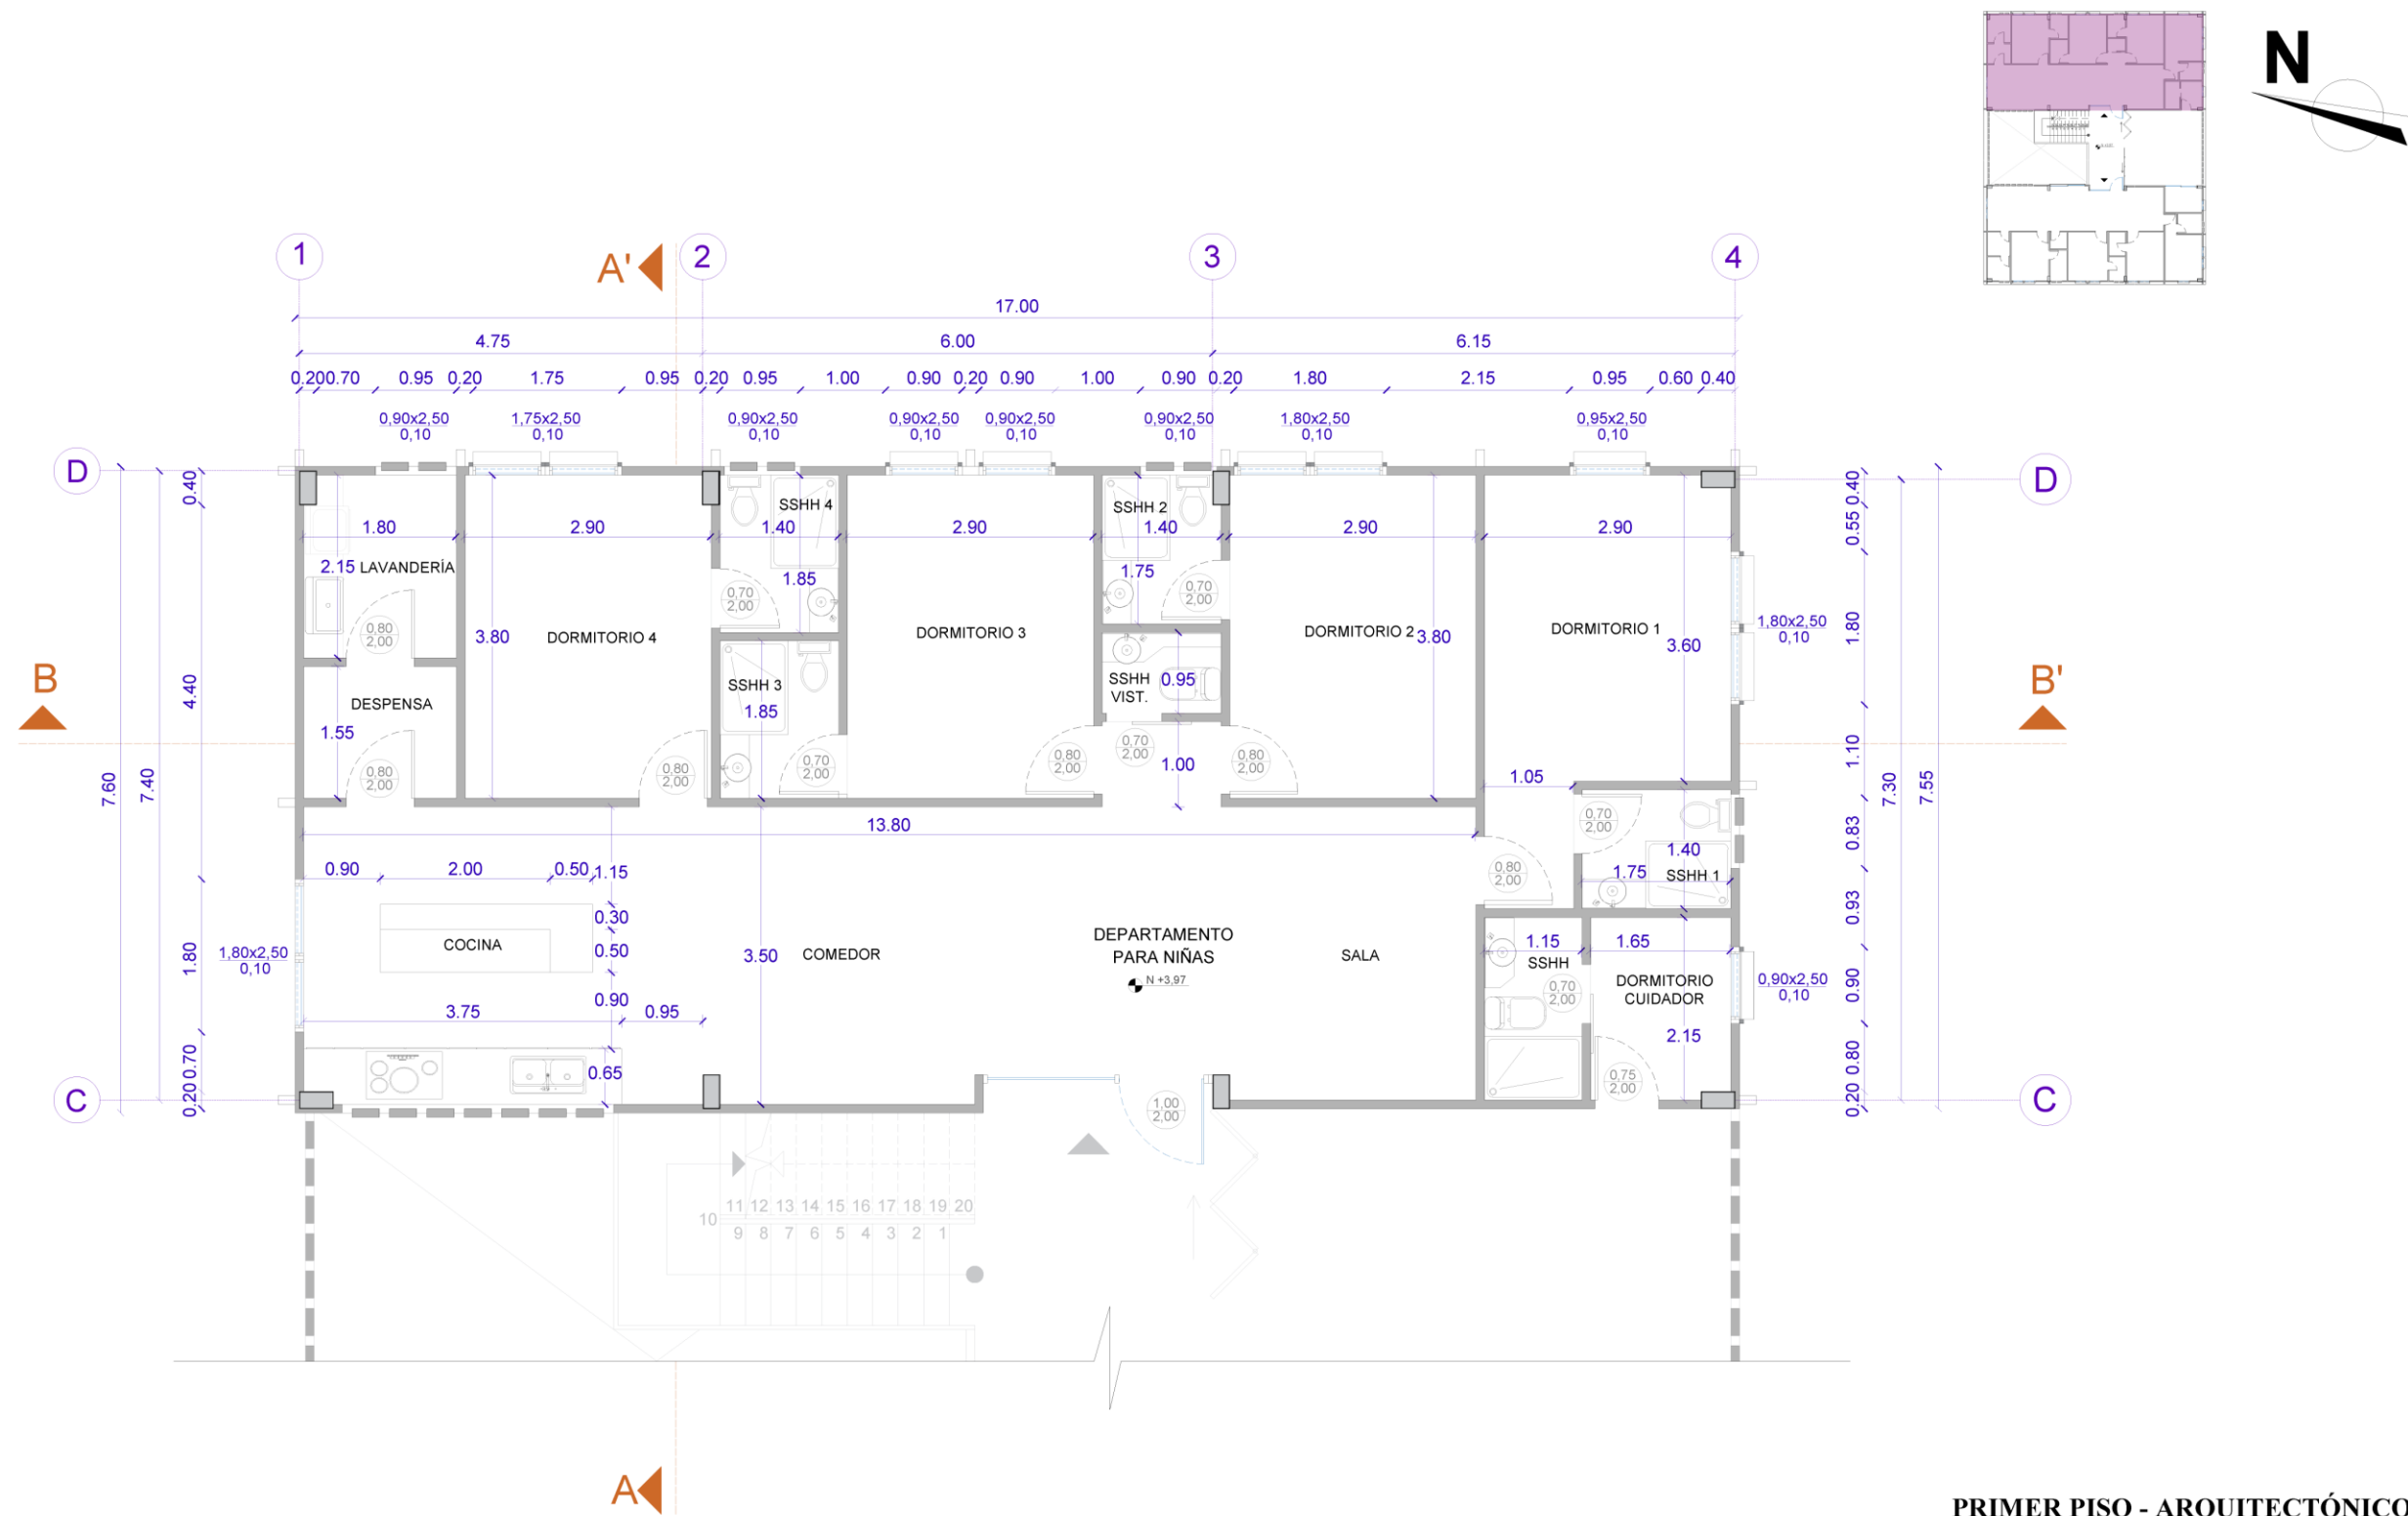 N
1
A'
2
3
4
17.00
4.75
6.00
6.15
0.20
0.70
0.95
0.20
1.75
0.95
0.20
0.95
1.00
0.90
0.20
0.90
1.00
0.90
0.20
1.80
2.15
0.95
0.60
0.40
0,90x2,50
0,10
1,75x2,50
0,10
0,90x2,50
0,10
0,90x2,50
0,10
0,90x2,50
0,10
0,90x2,50
0,10
1,80x2,50
0,10
0,95x2,50
0,10
D
D
0.40
4.40
1.80
0.70
0.20
7.40
7.60
0.40
0.55
1.80
1.10
0.83
0.93
0.90
0.80
0.20
7.30
7.55
1.80
2.15
LAVANDERÍA
0,80
2,00
2.90
3.80
DORMITORIO 4
0,80
2,00
SSHH 4
1.40
1.85
0,70
2,00
2.90
DORMITORIO 3
0,80
2,00
SSHH 2
1.40
1.75
0,70
2,00
2.90
DORMITORIO 2
3.80
0,80
2,00
2.90
DORMITORIO 1
3.60
1,80x2,50
0,10
B
B'
DESPENSA
1.55
0,80
2,00
SSHH 3
1.85
0,70
2,00
SSHH
VIST.
0.95
0,70
2,00
1.00
1.05
0,70
2,00
1.40
1.75
SSHH 1
13.80
0,80
2,00
0.90
2.00
0.50
1.15
0.30
0.50
0.90
COCINA
3.75
0.95
0.65
1,80x2,50
0,10
3.50
COMEDOR
DEPARTAMENTO
PARA NIÑAS
N +3,97
SALA
1.15
SSHH
0,70
2,00
1.65
DORMITORIO
CUIDADOR
2.15
0,75
2,00
0,90x2,50
0,10
C
C
1,00
2,00
11 12 13 14 15 16 17 18 19 20
10
9 8 7 6 5 4 3 2 1
A
PRIMER PISO - ARQUITECTÓNICO